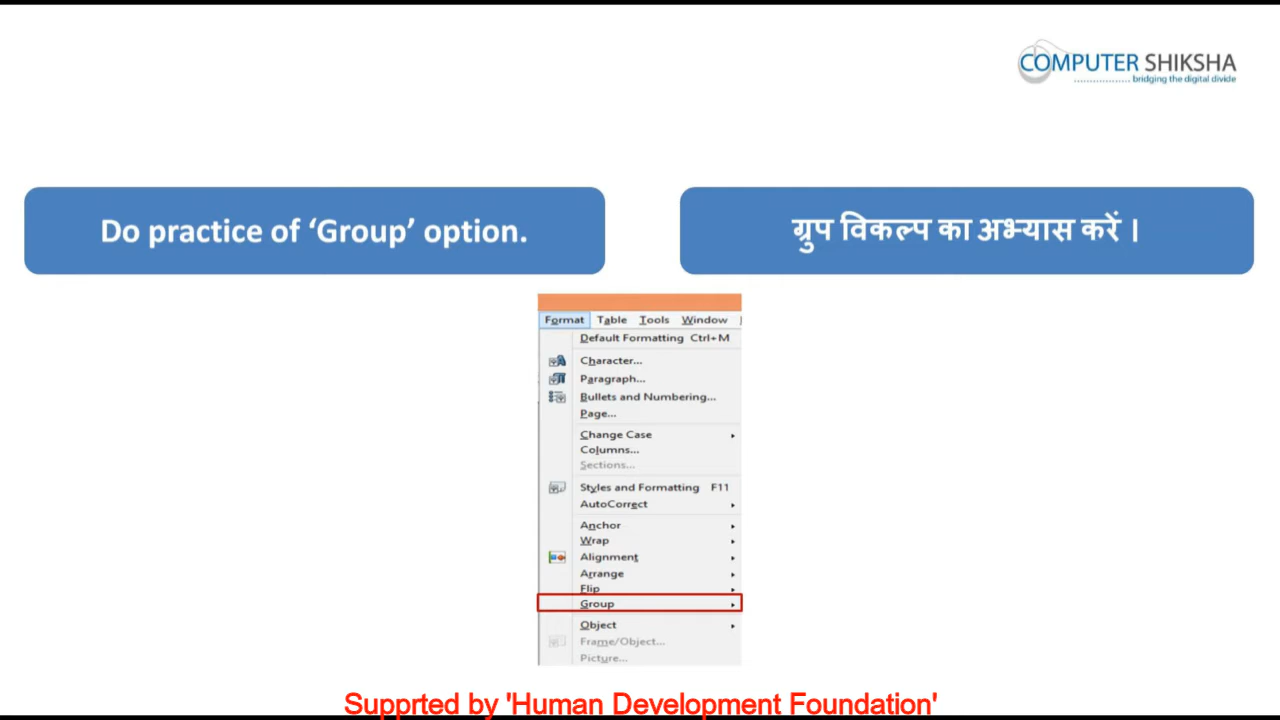 COMPUTER SHIKSHA
bridging the digital divide
Do practice of ‘Group’ option.
ग्रुप विकल्प का अभ्यास करें ।
Format Table Tools Window
Default Formatting Ctrl+M
Character...
Paragraph...
Bullets and Numbering...
Page...
Change Case
Columns...
Sections...
Styles and Formatting F11
AutoCorrect
Anchor
Wrap
Alignment
Arrange
Flip
Group
Object
Frame/Object...
Picture...
Supprted by 'Human Development Foundation'